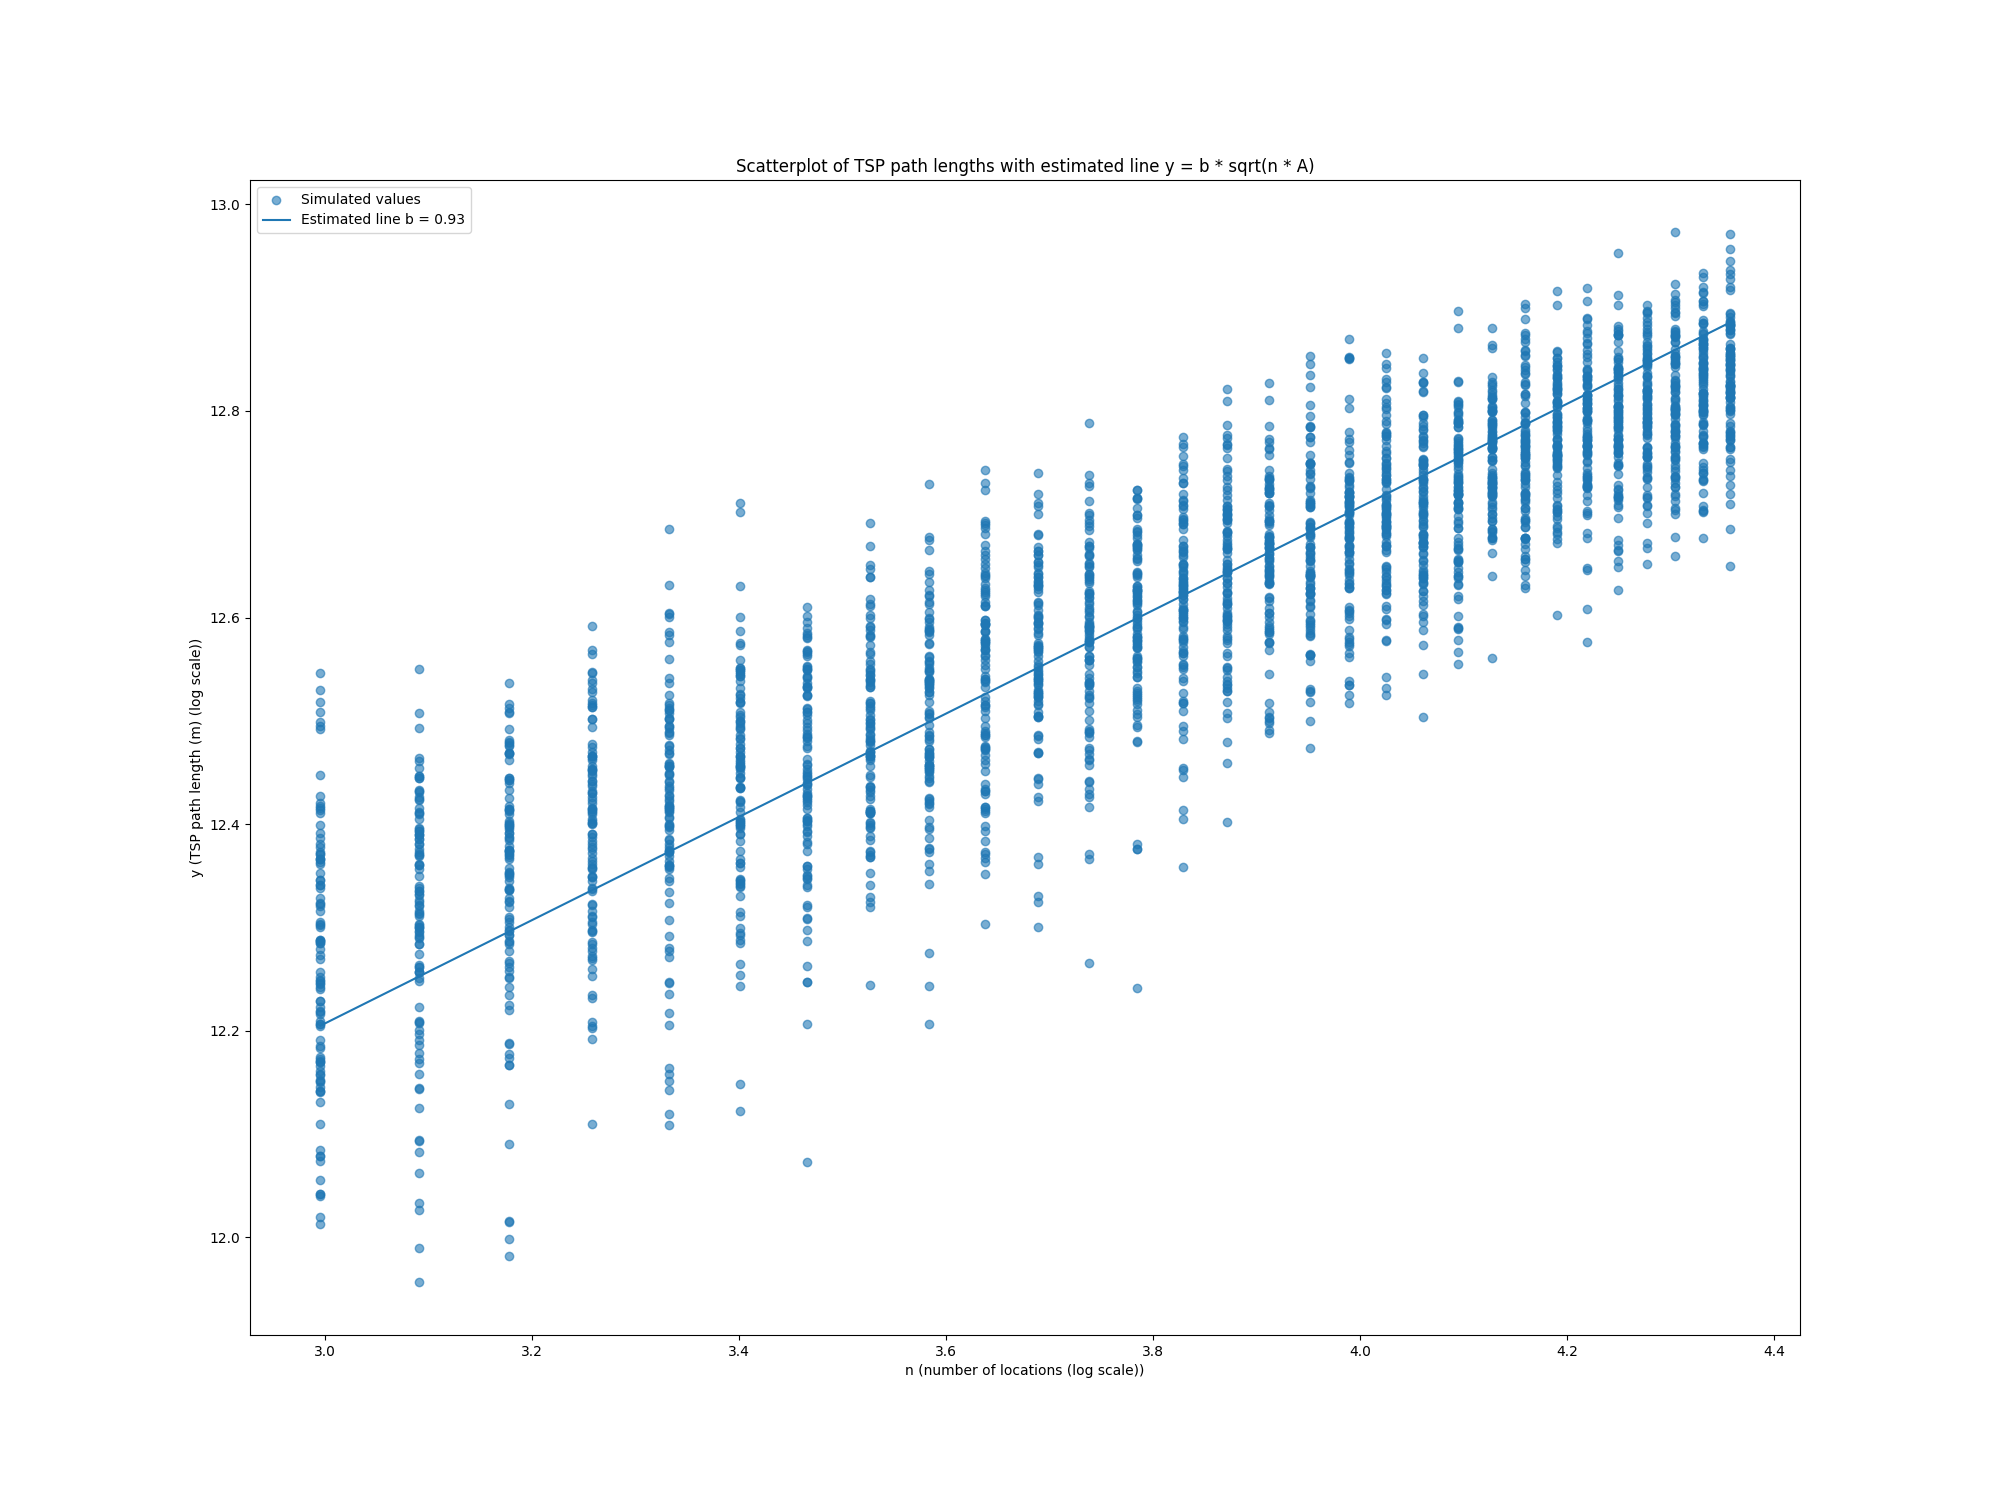 Scatterplot of TSP path lengths with estimated line y = b * sqrt(n * A)
Simulated values
Estimated line b = 0.93
y (TSP path length (m) (log scale))
13.0
12.8
12.6
12.4
12.2
12.0
3.0 3.2 3.4 3.6 3.8 4.0 4.2 4.4
n (number of locations (log scale))